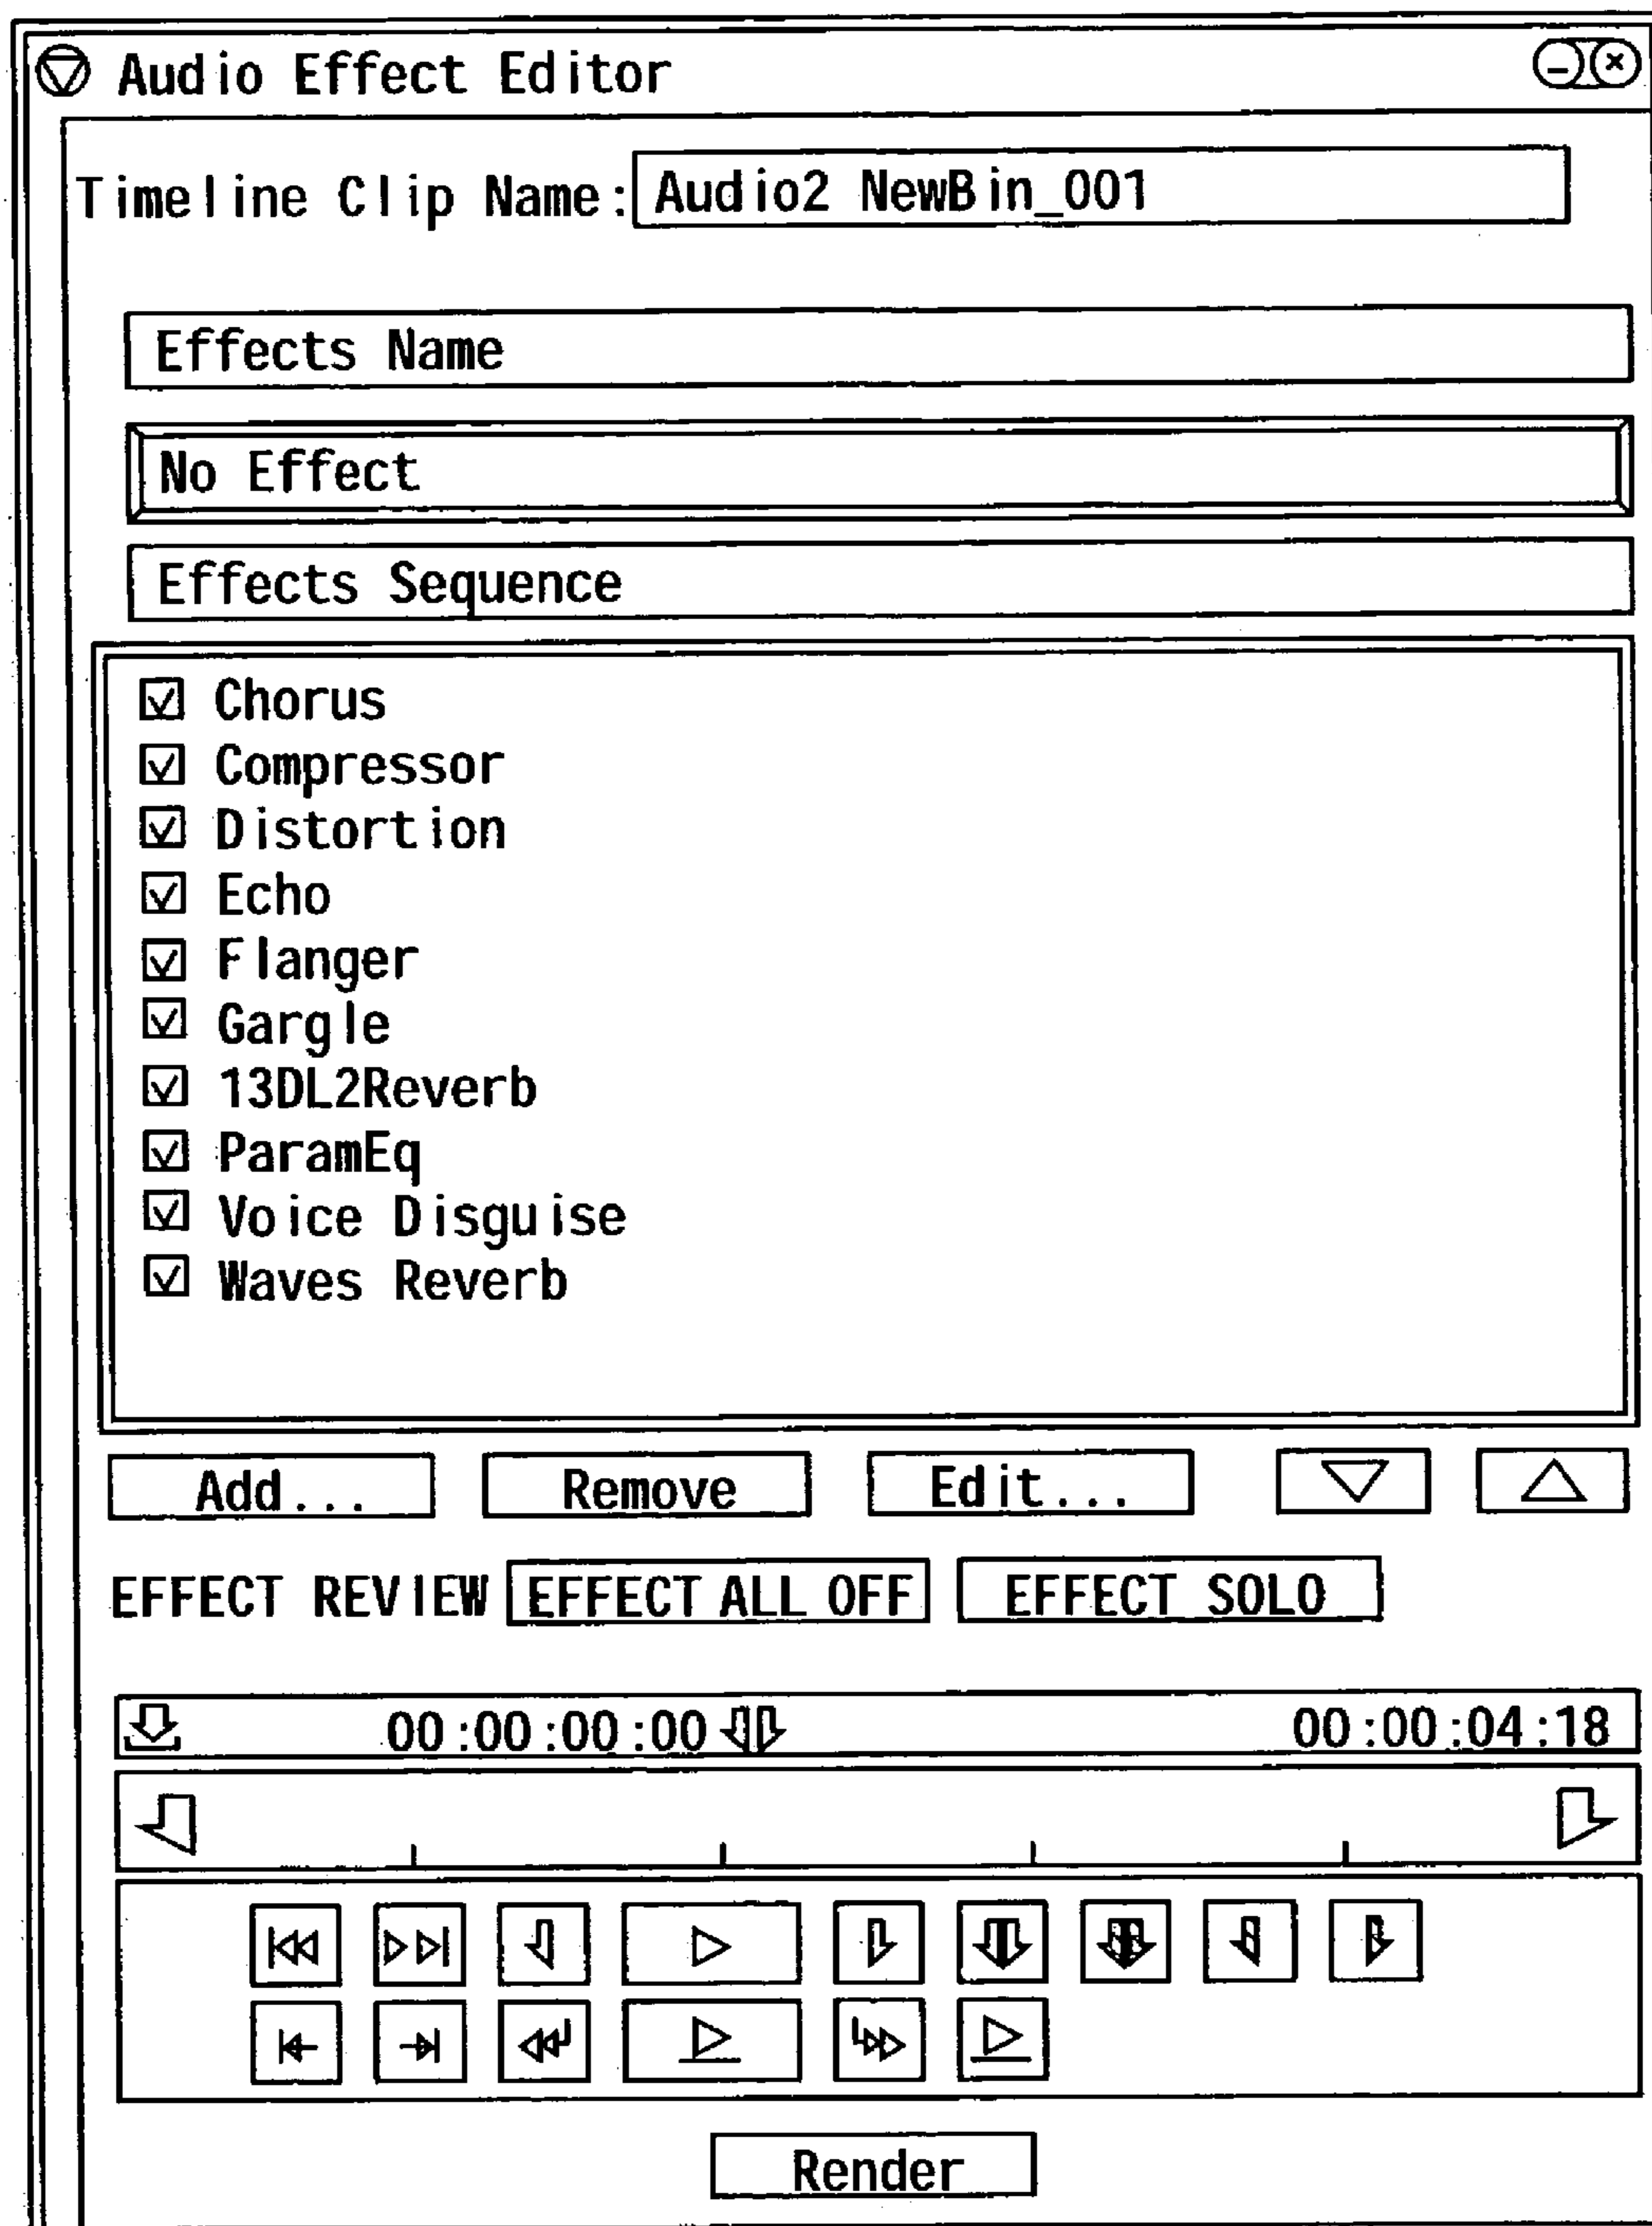 Audio Effect Editor
Timeline Clip Name: Audio2 NewBin_001
Effects Name
No Effect
Effects Sequence
Chorus
Compressor
Distortion
Echo
Flanger
Gargle
13DL2Reverb
ParamEq
Voice Disguise
Waves Reverb
Add... Remove Edit...
EFFECT REVIEW EFFECT ALL OFF EFFECT SOLO
00:00:00:00 00:00:04:18
Render